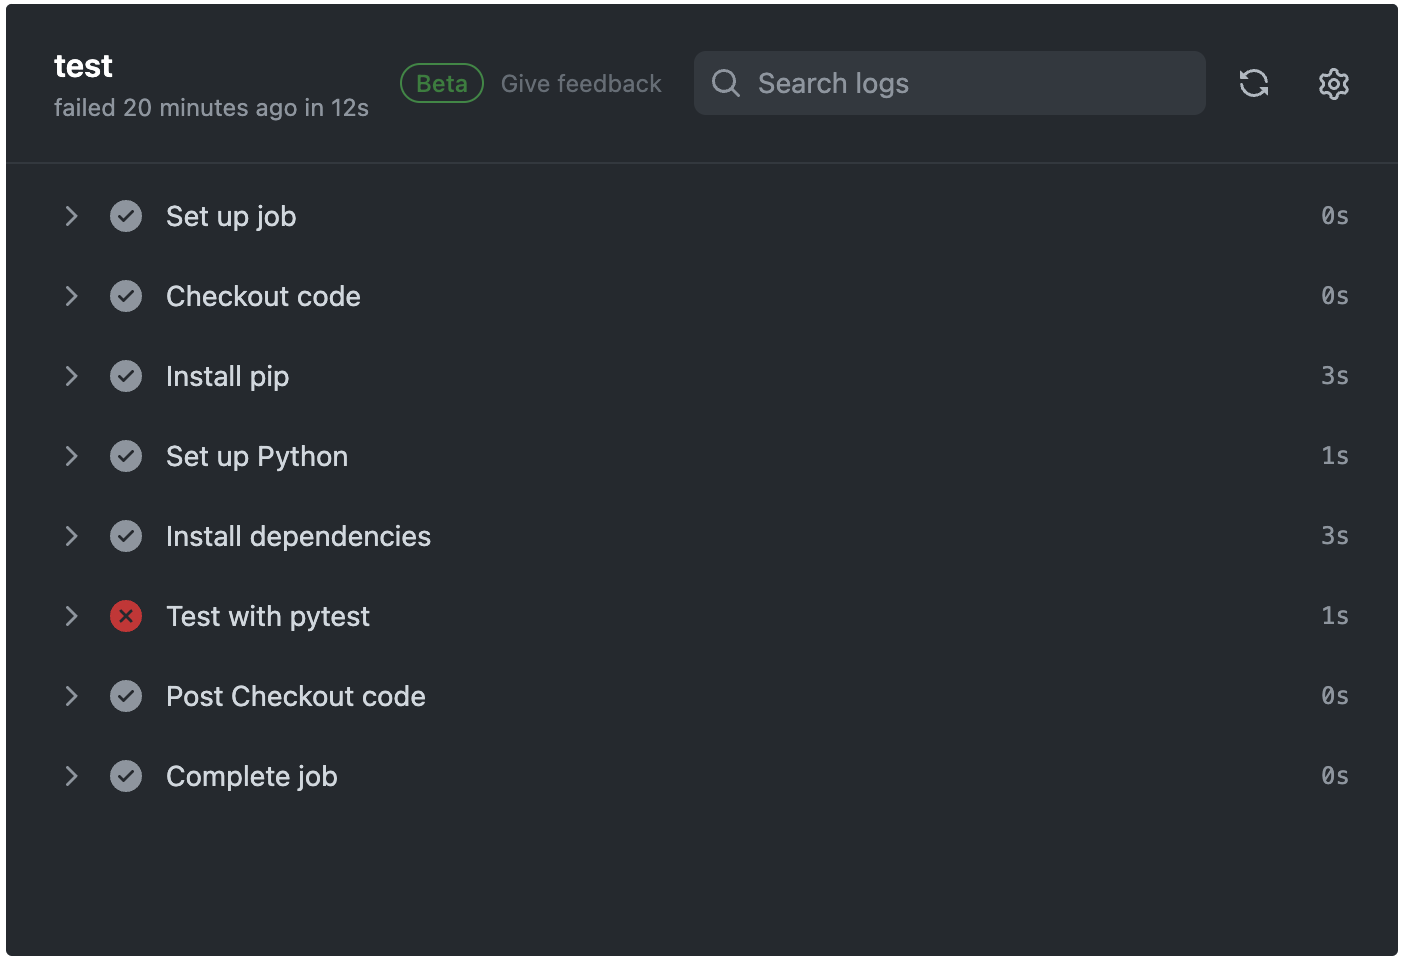 test
failed 20 minutes ago in 12s
Beta
Give feedback
Search logs
Set up job 0s
Checkout code 0s
Install pip 3s
Set up Python 1s
Install dependencies 3s
Test with pytest 1s
Post Checkout code 0s
Complete job 0s